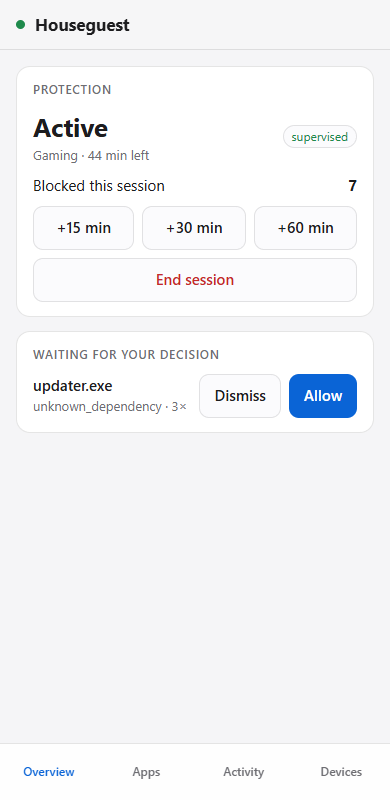 Houseguest
PROTECTION
Active
supervised
Gaming · 44 min left
Blocked this session 7
+15 min +30 min +60 min
End session
WAITING FOR YOUR DECISION
updater.exe
unknown_dependency · 3×
Dismiss Allow
Overview Apps Activity Devices